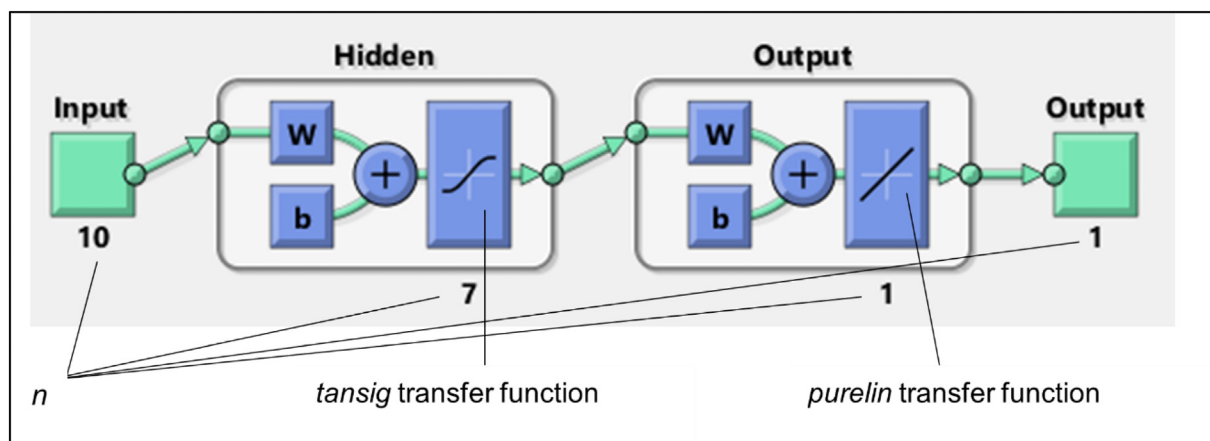 Hidden
Output
Input
Output
W
W
+
+
b
b
10
1
7
1
n
tansig transfer function
purelin transfer function